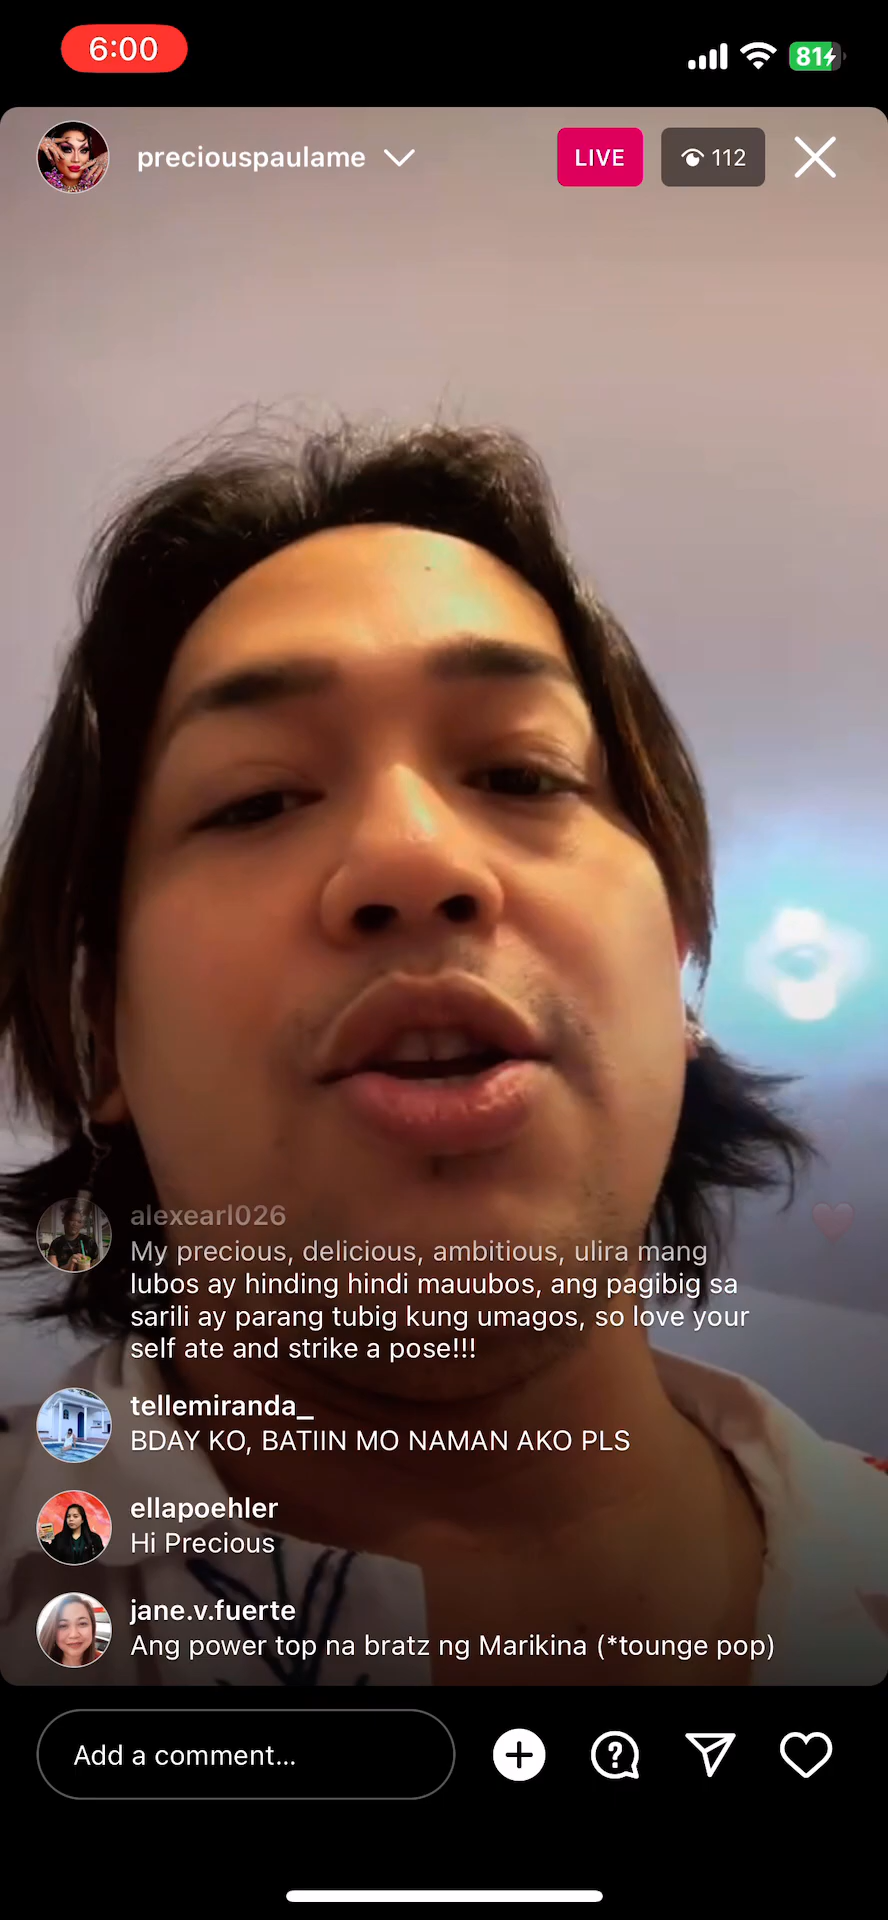 6:00
81
preciouspaulame
LIVE
112
alexearl026
My precious, delicious, ambitious, ulira mang
lubos ay hinding hindi mauubos, ang pagibig sa
sarili ay parang tubig kung umagos, so love your
self ate and strike a pose!!!
tellemiranda_
BDAY KO, BATIIN MO NAMAN AKO PLS
ellapoehler
Hi Precious
jane.v.fuerte
Ang power top na bratz ng Marikina (*tounge pop)
Add a comment...